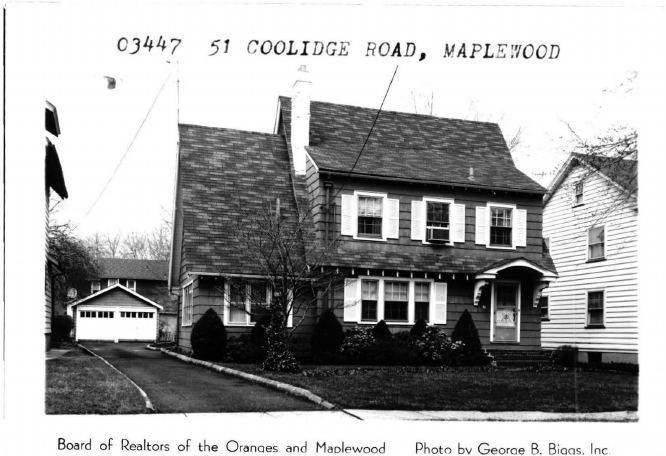 03447 51 COOLIDGE ROAD, MAPLEWOOD
Board of Realtors of the Oranges and Maplewood Photo by George B. Biggs, Inc.